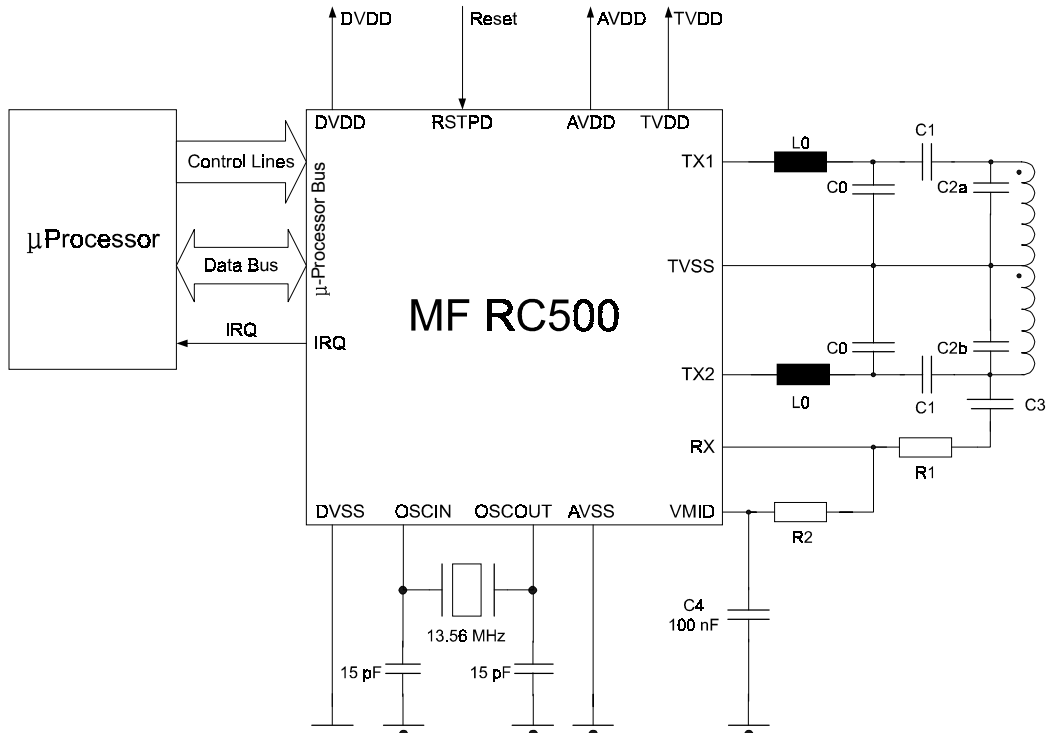 DVDD
Reset
AVDD
TVDD
DVDD
RSTPD
AVDD
TVDD
Control Lines
µ-Processor Bus
TX1
L0
C1
C0
C2a
µProcessor
Data Bus
TVSS
MF RC500
IRQ
IRQ
C0
C2b
TX2
L0
C1
C3
RX
R1
DVSS
OSCIN
OSCOUT
AVSS
VMID
R2
13.56 MHz
C4
100 nF
15 pF
15 pF